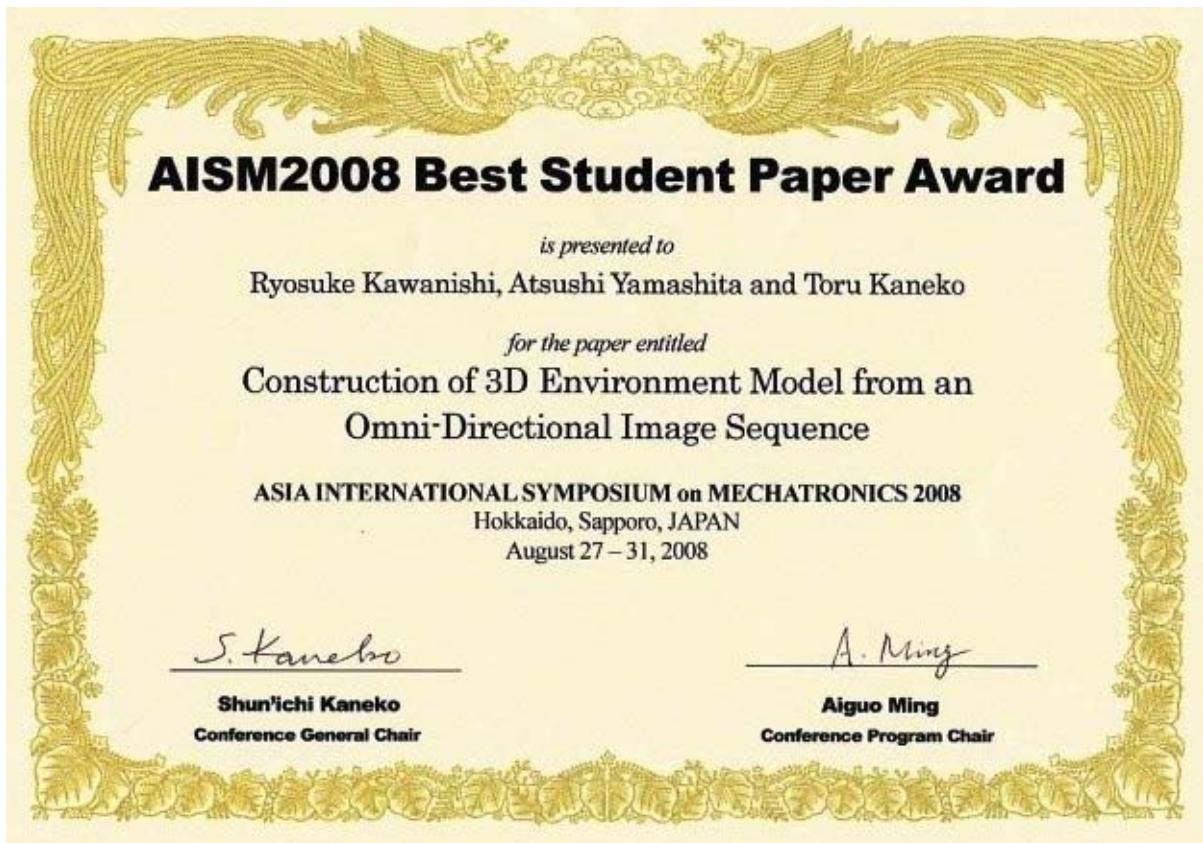 AISM2008 Best Student Paper Award
is presented to
Ryosuke Kawanishi, Atsushi Yamashita and Toru Kaneko
for the paper entitled
Construction of 3D Environment Model from an
Omni-Directional Image Sequence
ASIA INTERNATIONAL SYMPOSIUM on MECHATRONICS 2008
Hokkaido, Sapporo, JAPAN
August 27 – 31, 2008
S. Kaneko A. Ming
Shun'ichi Kaneko Aiguo Ming
Conference General Chair Conference Program Chair